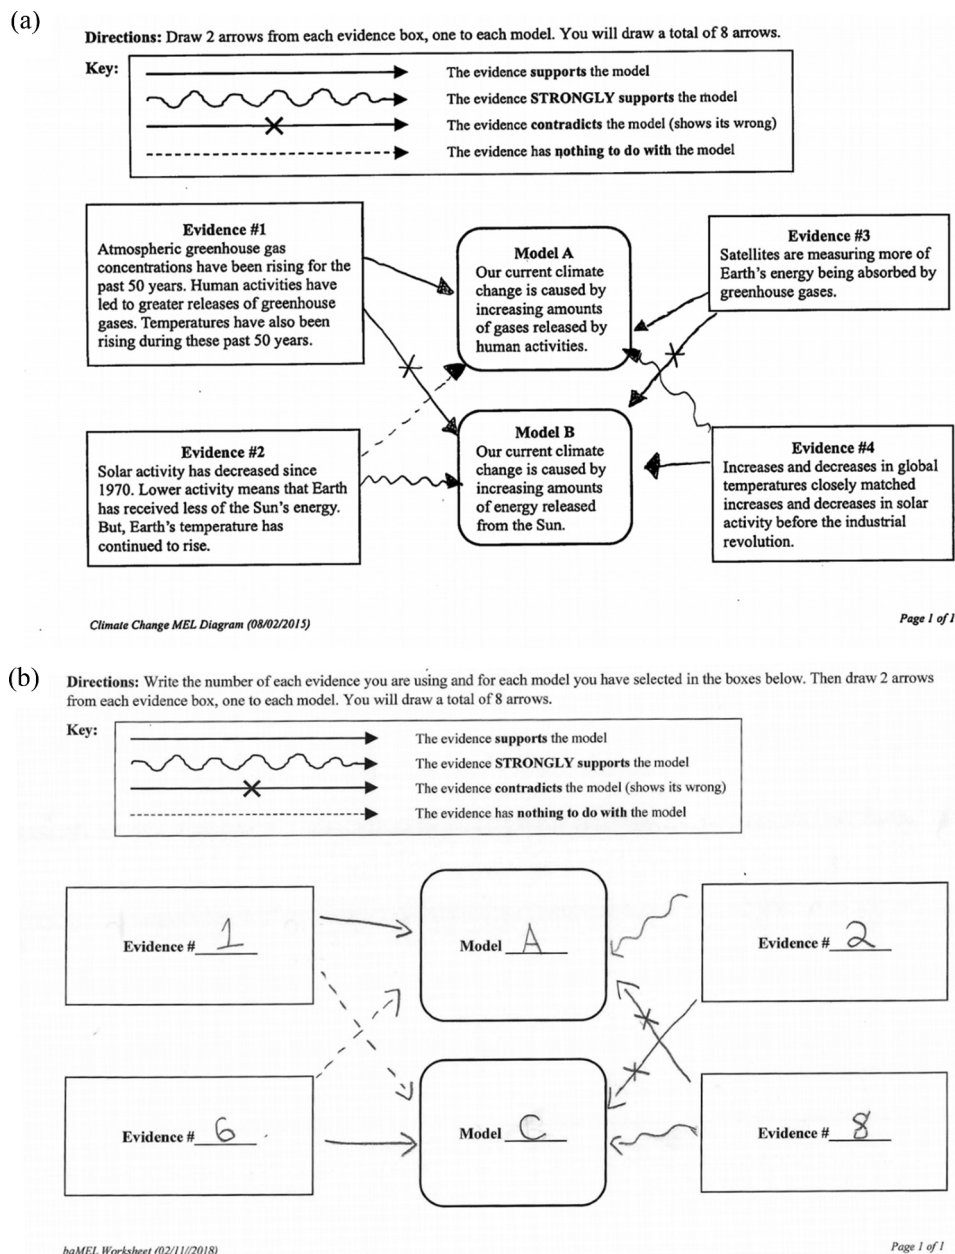 (a)
Directions: Draw 2 arrows from each evidence box, one to each model. You will draw a total of 8 arrows.
Key:
The evidence supports the model
The evidence STRONGLY supports the model
The evidence contradicts the model (shows its wrong)
The evidence has nothing to do with the model
Evidence #1
Atmospheric greenhouse gas
concentrations have been rising for the
past 50 years. Human activities have
led to greater releases of greenhouse
gases. Temperatures have also been
rising during these past 50 years.
Model A
Our current climate
change is caused by
increasing amounts
of gases released by
human activities.
Evidence #3
Satellites are measuring more of
Earth's energy being absorbed by
greenhouse gases.
Evidence #2
Solar activity has decreased since
1970. Lower activity means that Earth
has received less of the Sun's energy.
But, Earth's temperature has
continued to rise.
Model B
Our current climate
change is caused by
increasing amounts
of energy released
from the Sun.
Evidence #4
Increases and decreases in global
temperatures closely matched
increases and decreases in solar
activity before the industrial
revolution.
Climate Change MEL Diagram (08/02/2015)
Page 1 of 1
(b)
Directions: Write the number of each evidence you are using and for each model you have selected in the boxes below. Then draw 2 arrows
from each evidence box, one to each model. You will draw a total of 8 arrows.
Key:
The evidence supports the model
The evidence STRONGLY supports the model
The evidence contradicts the model (shows its wrong)
The evidence has nothing to do with the model
Evidence # 1
Model A
Evidence # 2
Evidence # 6
Model C
Evidence # 8
baMEL Worksheet (02/11//2018)
Page 1 of 1